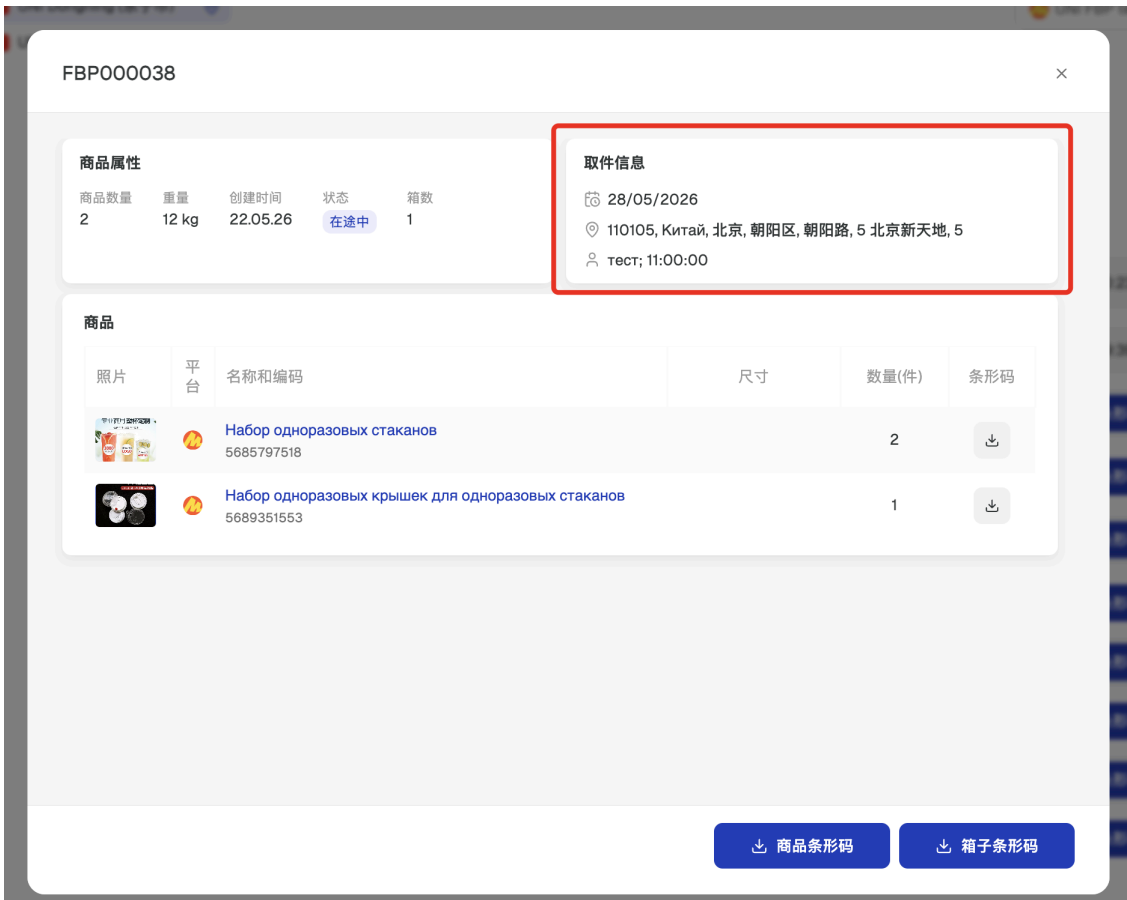 FBP000038
商品属性
商品数量 重量 创建时间 状态 箱数
2 12 kg 22.05.26 在途中 1
取件信息
28/05/2026
110105, Китай, 北京, 朝阳区, 朝阳路, 5 北京新天地, 5
тест; 11:00:00
商品
照片 平台 名称和编码 尺寸 数量(件) 条形码
Набор одноразовых стаканов 2
5685797518
Набор одноразовых крышек для одноразовых стаканов 1
5689351553
商品条形码 箱子条形码